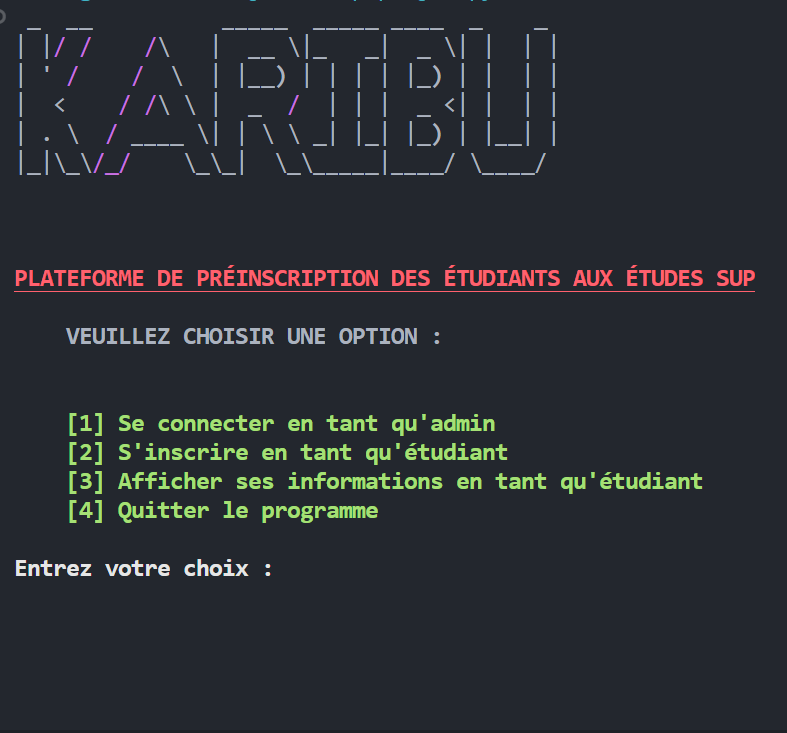 KARIBU
PLATEFORME DE PRÉINSCRIPTION DES ÉTUDIANTS AUX ÉTUDES SUP
VEUILLEZ CHOISIR UNE OPTION :
[1] Se connecter en tant qu'admin
[2] S'inscrire en tant qu'étudiant
[3] Afficher ses informations en tant qu'étudiant
[4] Quitter le programme
Entrez votre choix :